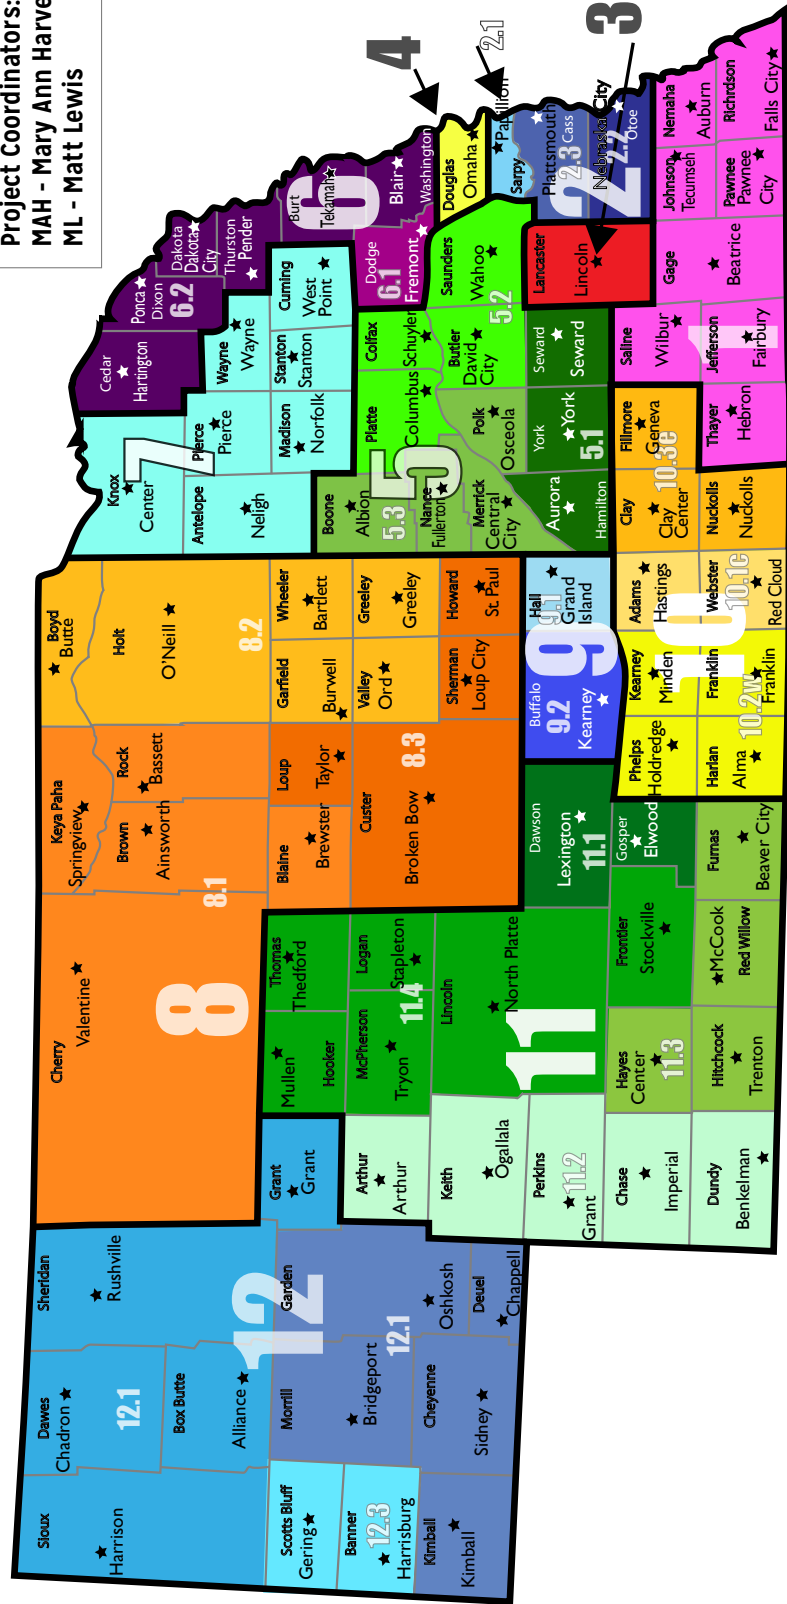 Project Coordinators:
MAH - Mary Ann Harve
ML - Matt Lewis
Sioux
Harrison
Dawes
Chadron
12.1
Sheridan
Rushville
Box Butte
Alliance
12
Scotts Bluff
Gering
Banner
12.3
Harrisburg
Kimball
Kimball
Morrill
Bridgeport
12.1
Garden
Oshkosh
Cheyenne
Sidney
Deuel
Chappell
Grant
Grant
Cherry
Valentine
8
8.1
Keya Paha
Springview
Brown
Ainsworth
Rock
Bassett
Boyd
Butte
Holt
O'Neill
8.2
Blaine
Brewster
Loup
Taylor
Garfield
Burwell
Wheeler
Bartlett
Custer
Broken Bow
8.3
Valley
Ord
Greeley
Greeley
Sherman
Loup City
Howard
St. Paul
Mullen
Hooker
Thomas
Thedford
Arthur
Arthur
McPherson
Tryon
11.4
Logan
Stapleton
Keith
Ogallala
Lincoln
North Platte
11
Perkins
11.2
Grant
Chase
Imperial
Dundy
Benkelman
Hayes
Center
11.3
Hitchcock
Trenton
Frontier
Stockville
McCook
Red Willow
Dawson
Lexington
11.1
Gosper
Elwood
Furnas
Beaver City
9
Buffalo
9.2
Kearney
Hall
9.1
Grand
Island
10
Phelps
Holdrege
Harlan
Alma
10.2w
Kearney
Minden
Franklin
Franklin
Adams
Hastings
Webster
10.1c
Red Cloud
Clay
Clay
Center
Nuckolls
Nuckolls
Fillmore
Geneva
10.3e
7
Knox
Center
Antelope
Neligh
Pierce
Pierce
Madison
Norfolk
Wayne
Wayne
Stanton
Stanton
Cuming
West
Point
6
Cedar
Harrington
Ponca
Dixon
6.2
Dakota
Dakota
City
Thurston
Pender
Burt
Tekamah
Blair
Washington
Dodge
6.1
Fremont
5
Boone
Albion
5.3
Nance
Fullerton
Merrick
Central
City
Platte
Columbus
Colfax
Schuyler
Polk
Osceola
Butler
David
City
Saunders
Wahoo
5.2
Aurora
Hamilton
York
York
5.1
Seward
Seward
4
Douglas
Omaha
2.1
Sarpy
Papillion
2
Plattsmouth
Cass
2.3
Nebraska City
2.2
Otoe
3
Lancaster
Lincoln
1
Thayer
Hebron
Saline
Wilbur
Jefferson
Fairbury
Gage
Beatrice
Johnson
Tecumseh
Pawnee
Pawnee
City
Nemaha
Auburn
Richrdson
Falls City